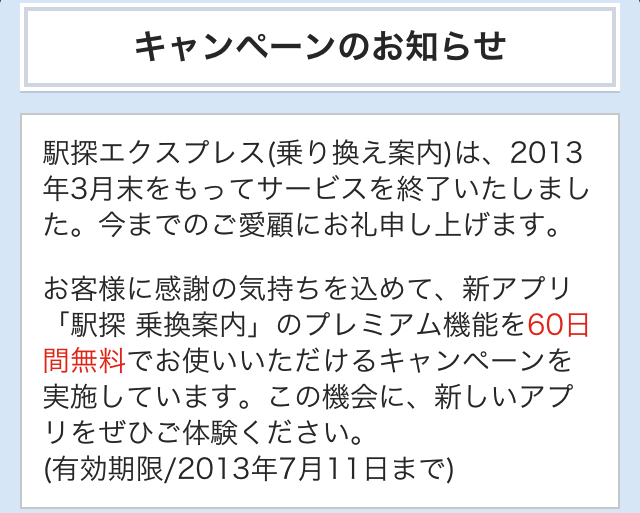 キャンペーンのお知らせ
駅探エクスプレス(乗り換え案内)は、2013
年3月末をもってサービスを終了いたしまし
た。今までのご愛顧にお礼申し上げます。
お客様に感謝の気持ちを込めて、新アプリ
「駅探 乗換案内」のプレミアム機能を60日
間無料でお使いいただけるキャンペーンを
実施しています。この機会に、新しいアプ
リをぜひご体験ください。
(有効期限/2013年7月11日まで)